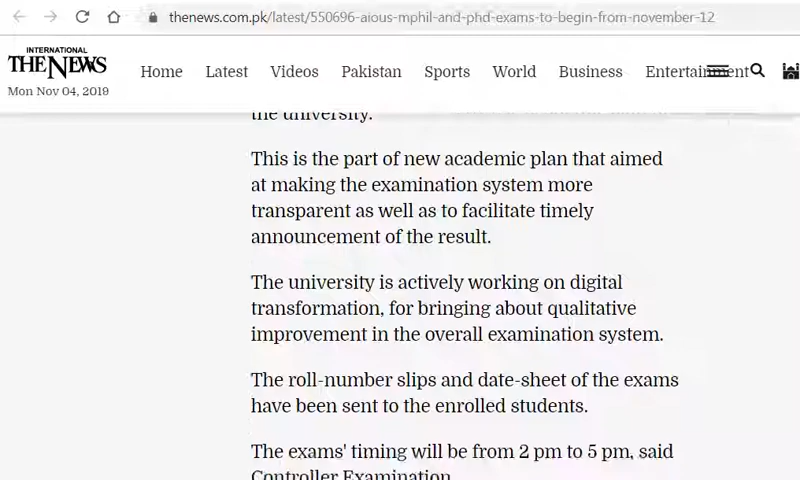 thenews.com.pk/latest/550696-aious-mphil-and-phd-exams-to-begin-from-november-12
INTERNATIONAL
THE NEWS
Mon Nov 04, 2019
Home Latest Videos Pakistan Sports World Business Entertainment
the university.
This is the part of new academic plan that aimed
at making the examination system more
transparent as well as to facilitate timely
announcement of the result.
The university is actively working on digital
transformation, for bringing about qualitative
improvement in the overall examination system.
The roll-number slips and date-sheet of the exams
have been sent to the enrolled students.
The exams' timing will be from 2 pm to 5 pm, said
Controller Examination